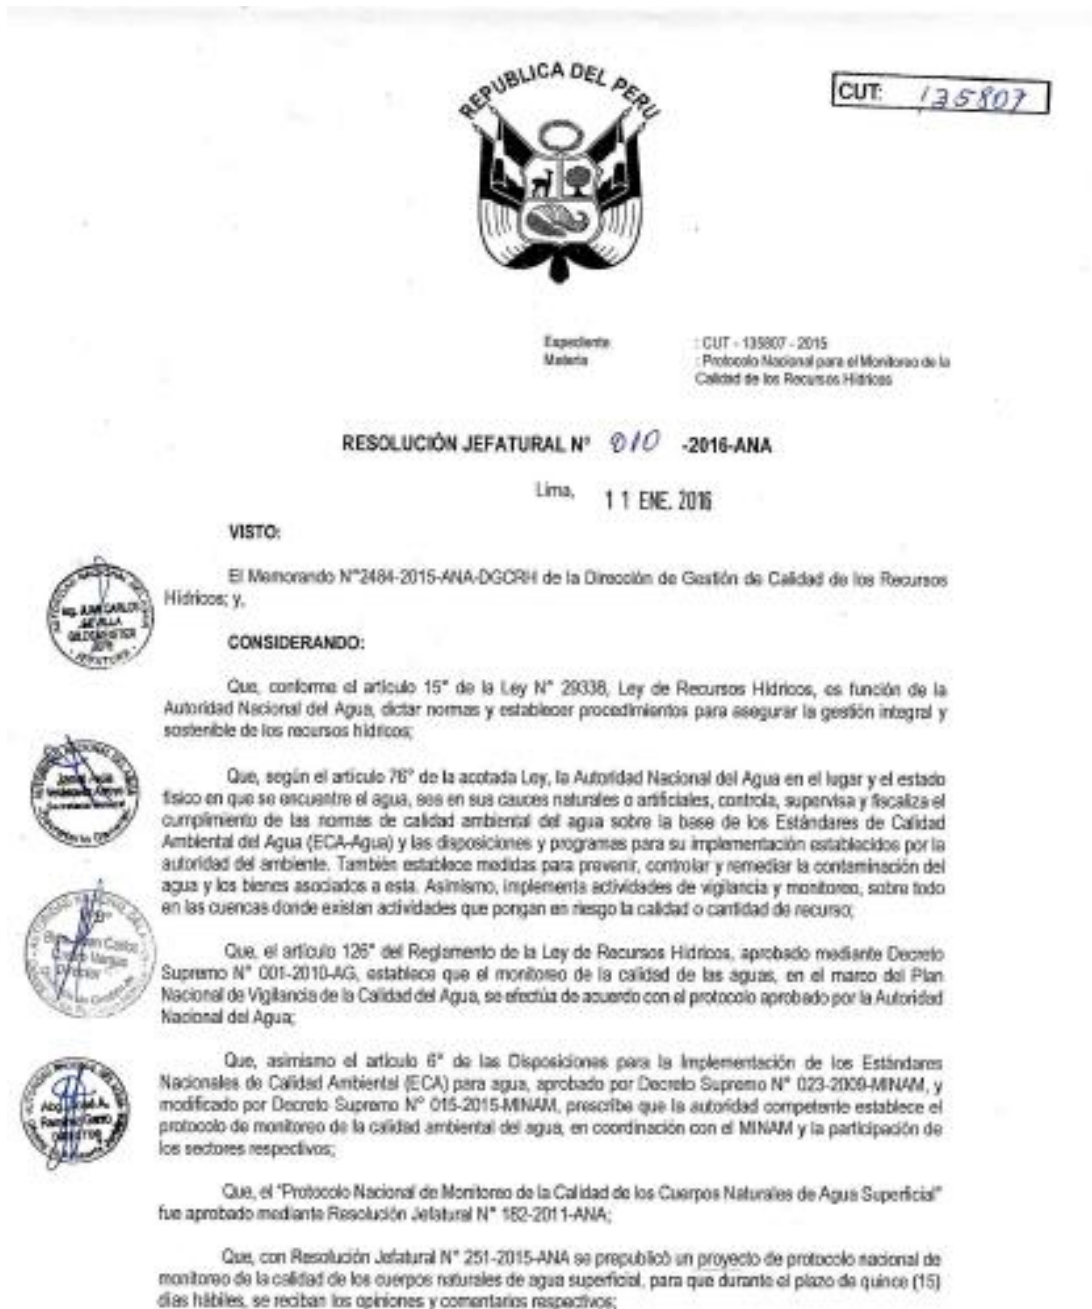 REPUBLICA DEL PERU
CUT: 135807
Expediente : CUT - 135807 - 2015
Materia : Protocolo Nacional para el Monitoreo de la
Calidad de los Recursos Hídricos
RESOLUCIÓN JEFATURAL N° 010 -2016-ANA
Lima, 11 ENE. 2016
VISTO:
El Memorando N°2484-2015-ANA-DGCRH de la Dirección de Gestión de Calidad de los Recursos
Hídricos; y,
CONSIDERANDO:
Que, conforme el artículo 15° de la Ley N° 29338, Ley de Recursos Hídricos, es función de la
Autoridad Nacional del Agua, dictar normas y establecer procedimientos para asegurar la gestión integral y
sostenible de los recursos hídricos;
Que, según el artículo 76° de la acotada Ley, la Autoridad Nacional del Agua en el lugar y el estado
físico en que se encuentre el agua, sea en sus cauces naturales o artificiales, controla, supervisa y fiscaliza el
cumplimiento de las normas de calidad ambiental del agua sobre la base de los Estándares de Calidad
Ambiental del Agua (ECA-Agua) y las disposiciones y programas para su implementación establecidos por la
autoridad del ambiente. También establece medidas para prevenir, controlar y remediar la contaminación del
agua y los bienes asociados a esta. Asimismo, implementa actividades de vigilancia y monitoreo, sobre todo
en las cuencas donde existan actividades que pongan en riesgo la calidad o cantidad de recurso;
Que, el artículo 126° del Reglamento de la Ley de Recursos Hídricos, aprobado mediante Decreto
Supremo N° 001-2010-AG, establece que el monitoreo de la calidad de las aguas, en el marco del Plan
Nacional de Vigilancia de la Calidad del Agua, se efectúa de acuerdo con el protocolo aprobado por la Autoridad
Nacional del Agua;
Que, asimismo el artículo 6° de las Disposiciones para la Implementación de los Estándares
Nacionales de Calidad Ambiental (ECA) para agua, aprobado por Decreto Supremo N° 023-2009-MINAM, y
modificado por Decreto Supremo N° 015-2015-MINAM, prescribe que la autoridad competente establece el
protocolo de monitoreo de la calidad ambiental del agua, en coordinación con el MINAM y la participación de
los sectores respectivos;
Que, el "Protocolo Nacional de Monitoreo de la Calidad de los Cuerpos Naturales de Agua Superficial"
fue aprobado mediante Resolución Jefatural N° 182-2011-ANA;
Que, con Resolución Jefatural N° 251-2015-ANA se prepublicó un proyecto de protocolo nacional de
monitoreo de la calidad de los cuerpos naturales de agua superficial, para que durante el plazo de quince (15)
días hábiles, se reciban los opiniones y comentarios respectivos;
Ing. JUAN CARLOS
SEVILLA
JEFATURA